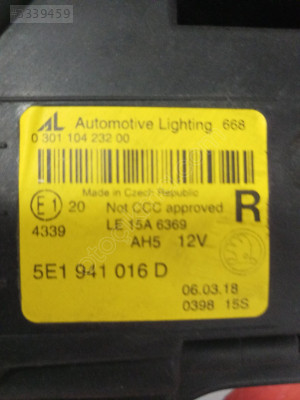 5339459
AL Automotive Lighting 668
0 301 104 232 00
Made in Czech Republic
E1 20 Not CCC approved R
4339 LE 15A 6369
AH5 12V
5E1 941 016 D
06.03.18
0398 15S